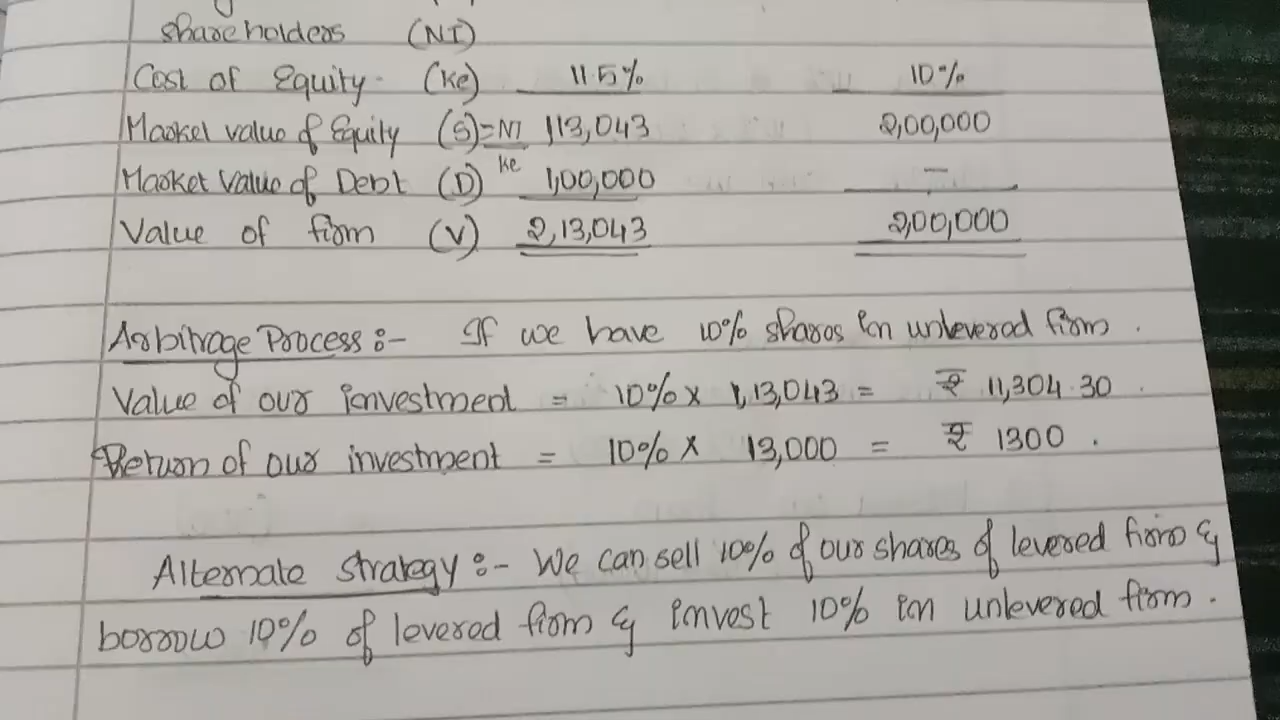 shareholders (NI)
Cost of Equity (Ke) 11.5% 10%
Market value of Equity (S)=NI/Ke 1,13,043 2,00,000
Market Value of Debt (D) 1,00,000 -
Value of firm (V) 2,13,043 2,00,000
Arbitrage Process :- If we have 10% shares in unlevered firm.
Value of our investment = 10% x 1,13,043 = ₹ 11,304.30
Return of our investment = 10% x 13,000 = ₹ 1300.
Alternate strategy :- We can sell 10% of our shares of levered firm &
borrow 10% of levered firm & invest 10% in unlevered firm.